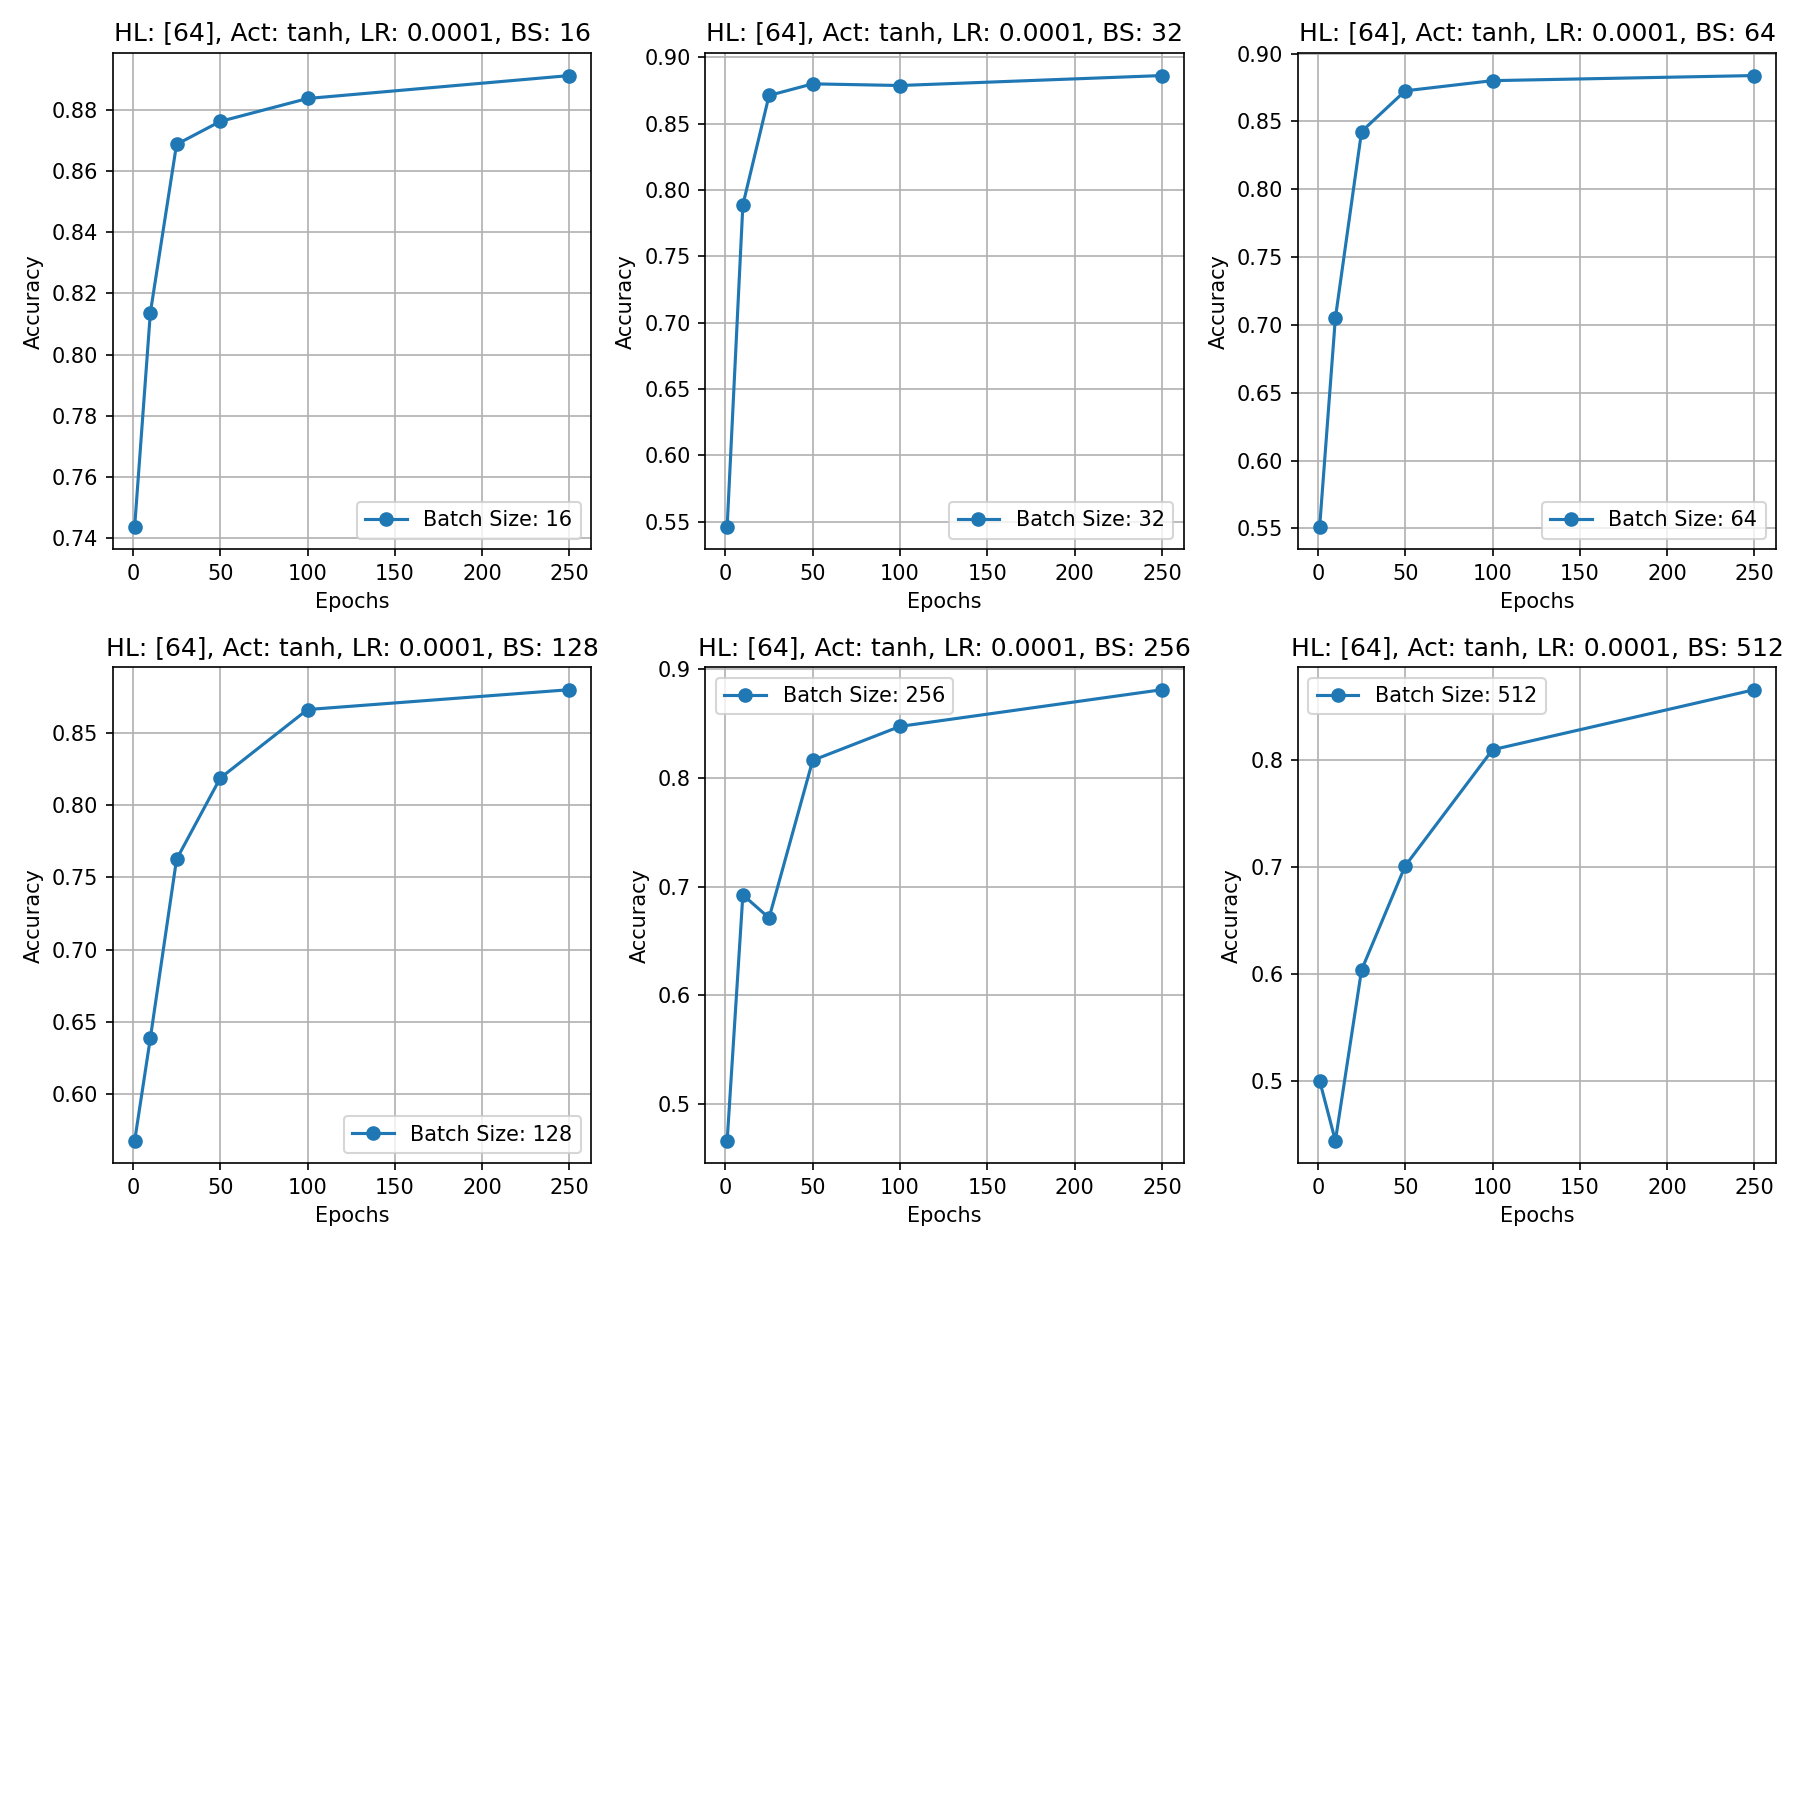 HL: [64], Act: tanh, LR: 0.0001, BS: 16
Accuracy
0.88
0.86
0.84
0.82
0.80
0.78
0.76
0.74
Batch Size: 16
0 50 100 150 200 250
Epochs
HL: [64], Act: tanh, LR: 0.0001, BS: 32
Accuracy
0.90
0.85
0.80
0.75
0.70
0.65
0.60
0.55
Batch Size: 32
0 50 100 150 200 250
Epochs
HL: [64], Act: tanh, LR: 0.0001, BS: 64
Accuracy
0.90
0.85
0.80
0.75
0.70
0.65
0.60
0.55
Batch Size: 64
0 50 100 150 200 250
Epochs
HL: [64], Act: tanh, LR: 0.0001, BS: 128
Accuracy
0.85
0.80
0.75
0.70
0.65
0.60
Batch Size: 128
0 50 100 150 200 250
Epochs
HL: [64], Act: tanh, LR: 0.0001, BS: 256
Batch Size: 256
Accuracy
0.9
0.8
0.7
0.6
0.5
0 50 100 150 200 250
Epochs
HL: [64], Act: tanh, LR: 0.0001, BS: 512
Batch Size: 512
Accuracy
0.8
0.7
0.6
0.5
0 50 100 150 200 250
Epochs